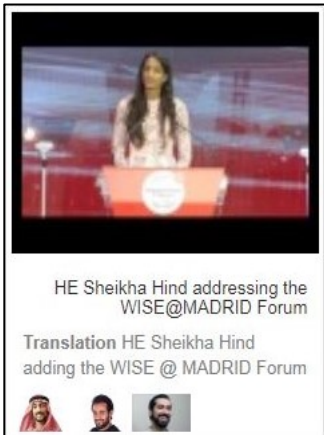 HE Sheikha Hind addressing the
WISE@MADRID Forum
Translation HE Sheikha Hind
adding the WISE @ MADRID Forum